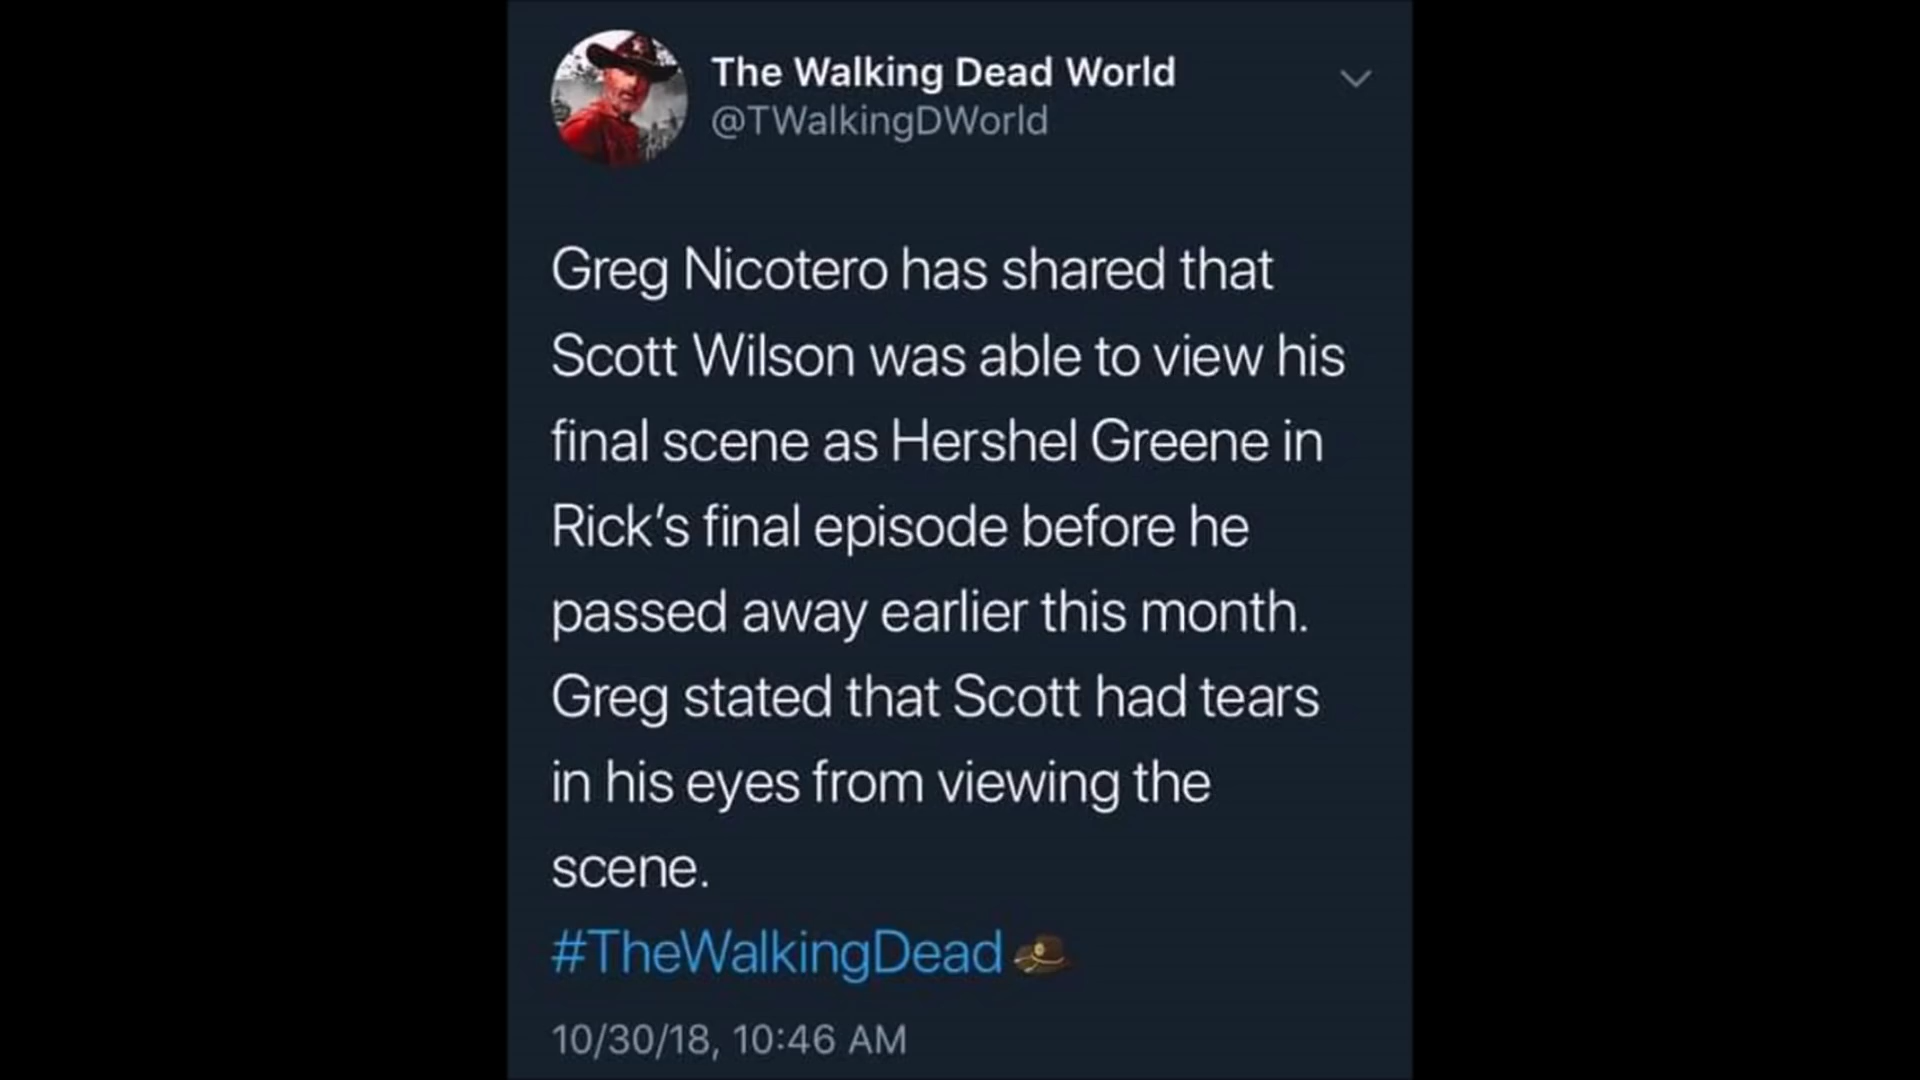 The Walking Dead World
@TWalkingDWorld
Greg Nicotero has shared that
Scott Wilson was able to view his
final scene as Hershel Greene in
Rick's final episode before he
passed away earlier this month.
Greg stated that Scott had tears
in his eyes from viewing the
scene.
#TheWalkingDead
10/30/18, 10:46 AM